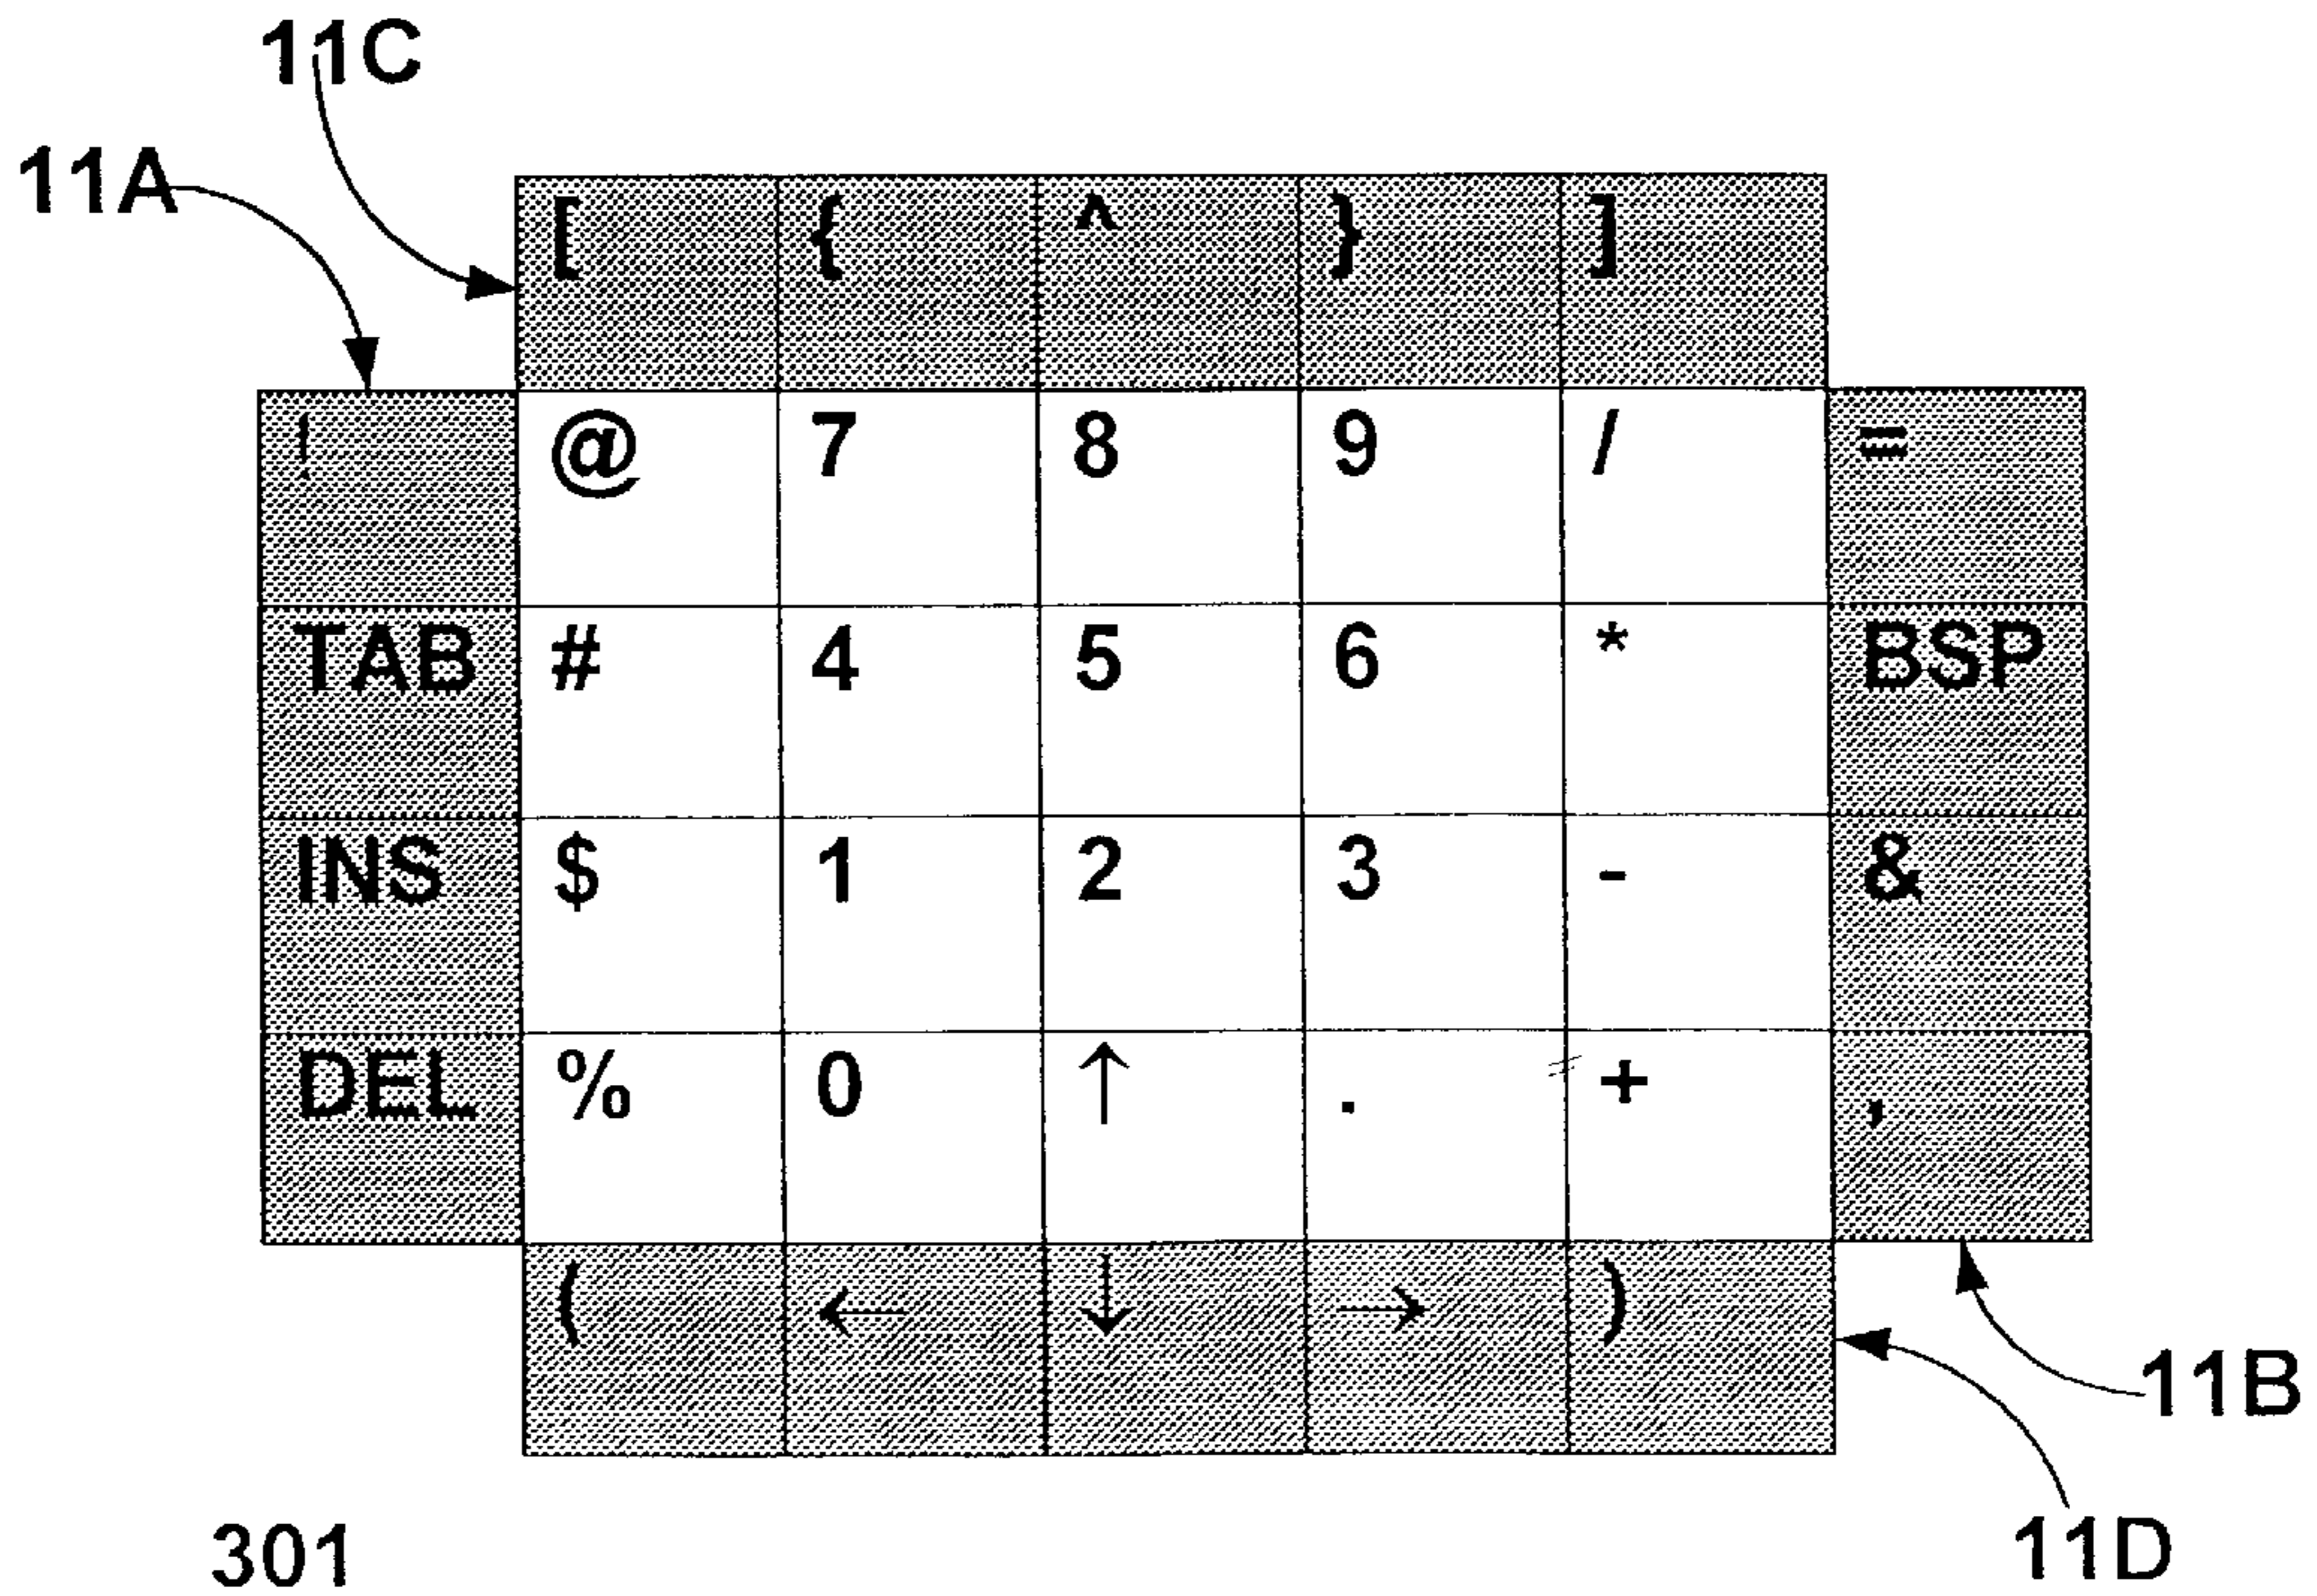 11C
11A
[ { ^ } ]
! @ 7 8 9 / =
TAB # 4 5 6 * BSP
INS $ 1 2 3 - &
DEL % 0 ↑ . + ,
( ← ↓ → )
11B
301 11D